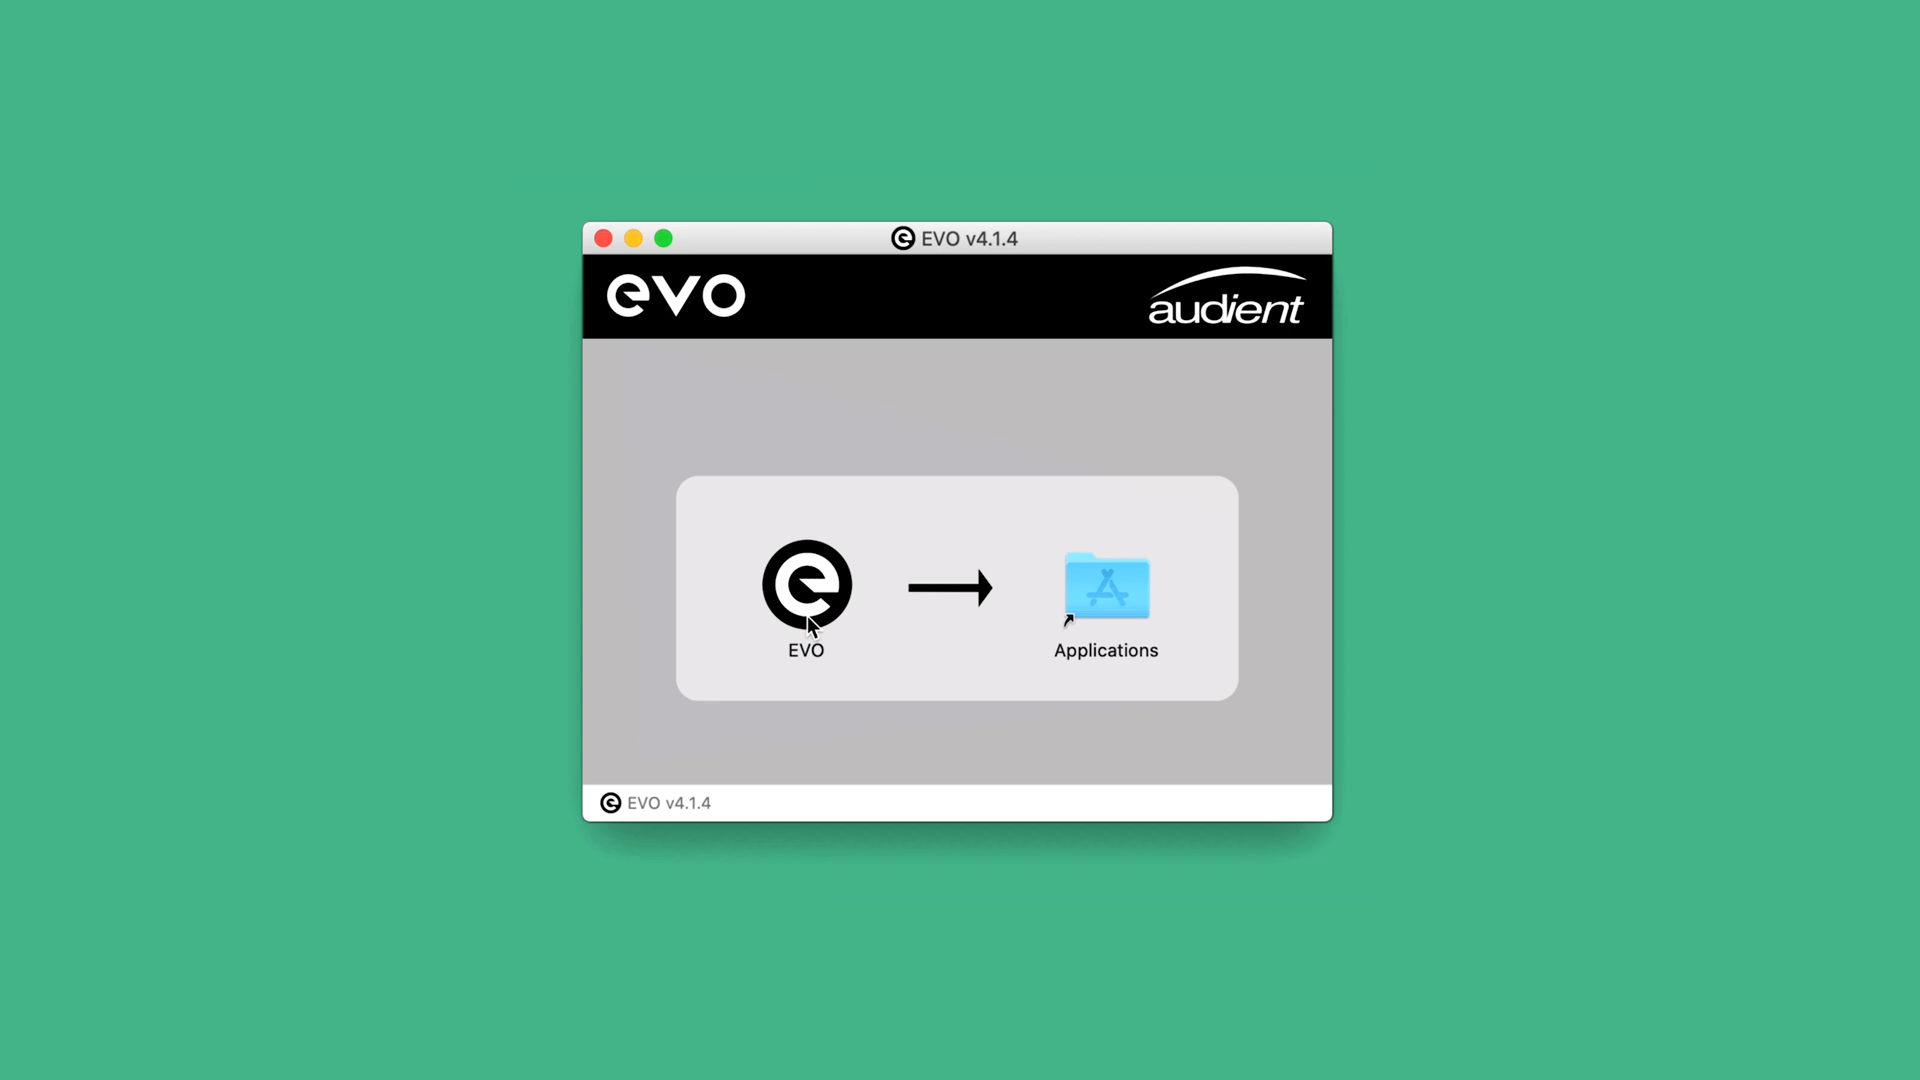 EVO v4.1.4
evo
audient
EVO
Applications
EVO v4.1.4